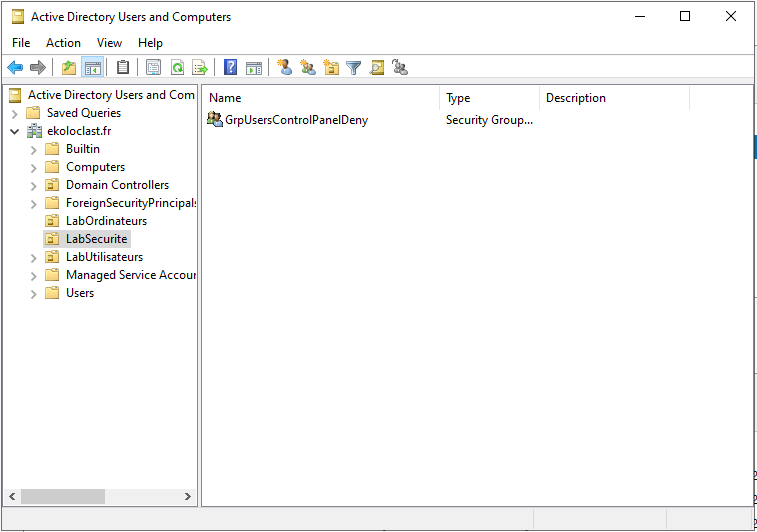 Active Directory Users and Computers
File Action View Help
Active Directory Users and Com
Saved Queries
ekoloclast.fr
Builtin
Computers
Domain Controllers
ForeignSecurityPrincipals
LabOrdinateurs
LabSecurite
LabUtilisateurs
Managed Service Accour
Users
Name Type Description
GrpUsersControlPanelDeny Security Group...